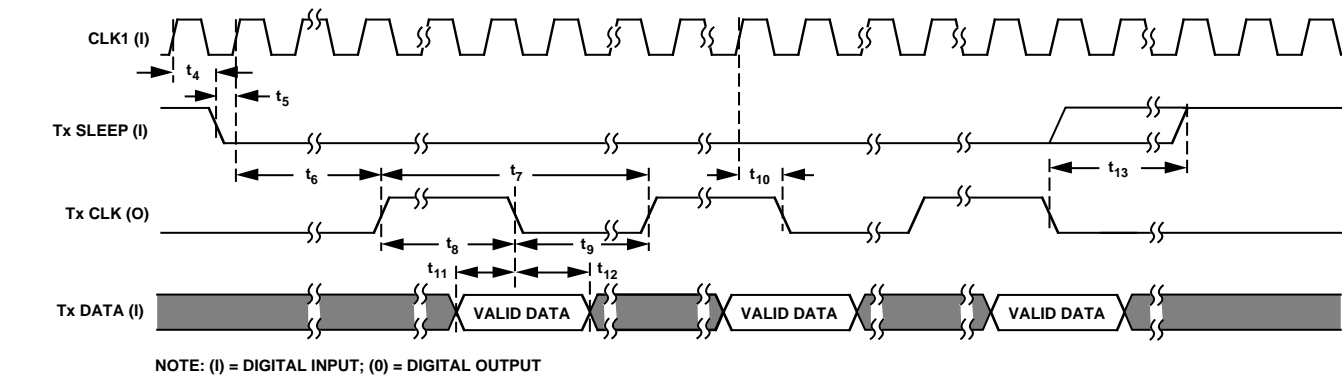 CLK1 (I)
t4
t5
Tx SLEEP (I)
t6
t7
t10
t13
Tx CLK (O)
t8
t9
t11
t12
Tx DATA (I)
VALID DATA
VALID DATA
VALID DATA
NOTE: (I) = DIGITAL INPUT; (0) = DIGITAL OUTPUT